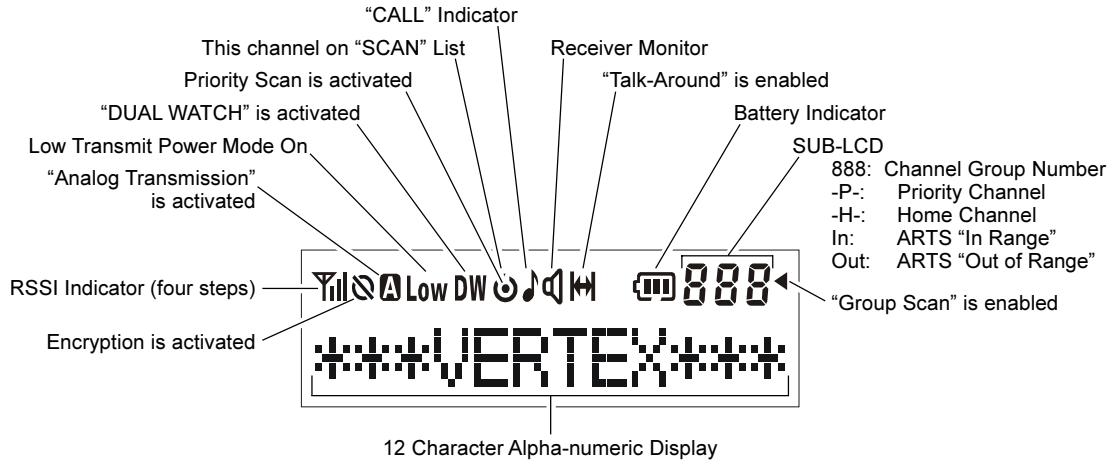 “CALL” Indicator
This channel on “SCAN” List
Receiver Monitor
Priority Scan is activated
“Talk-Around” is enabled
“DUAL WATCH” is activated
Battery Indicator
Low Transmit Power Mode On
SUB-LCD
“Analog Transmission”
is activated
888: Channel Group Number
-P-: Priority Channel
-H-: Home Channel
In: ARTS “In Range”
Out: ARTS “Out of Range”
RSSI Indicator (four steps)
A Low DW 888
“Group Scan” is enabled
Encryption is activated
***VERTEX***
12 Character Alpha-numeric Display